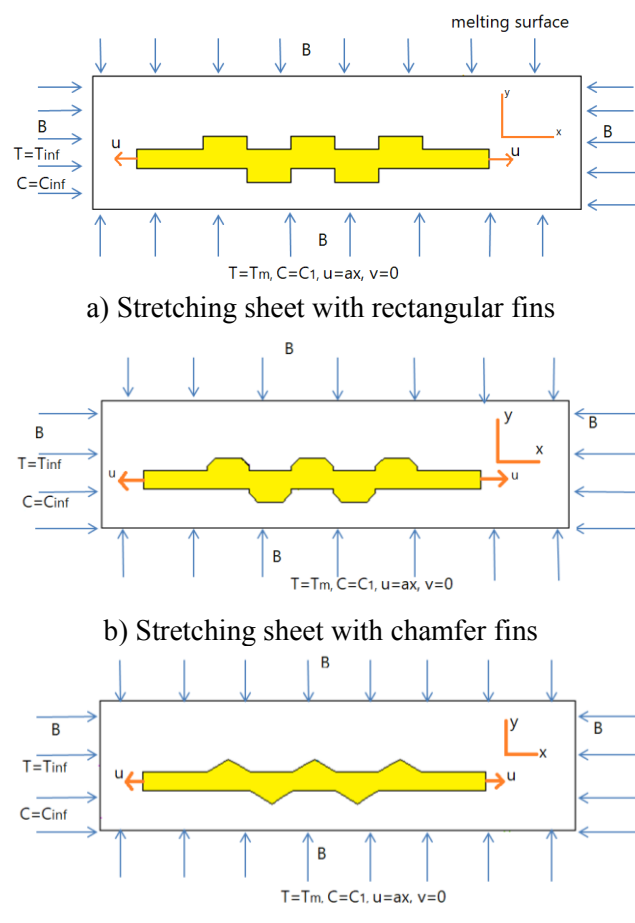 melting surface
B
y
x
B
B
T=Tinf
C=Cinf
u
u
B
T=Tm, C=C1, u=ax, v=0
a) Stretching sheet with rectangular fins
B
B
y
x
B
T=Tinf
C=Cinf
u
u
B
T=Tm, C=C1, u=ax, v=0
b) Stretching sheet with chamfer fins
B
B
y
x
B
T=Tinf
C=Cinf
u
u
B
T=Tm, C=C1, u=ax, v=0